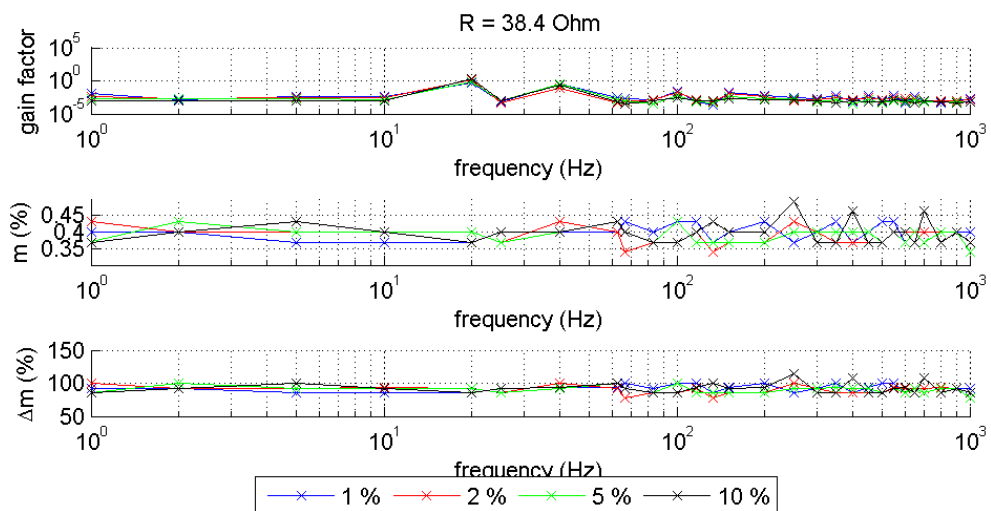 R = 38.4 Ohm
gain factor
10^5
10^0
10^-5
10^0 10^1 10^2 10^3
frequency (Hz)
m (%)
0.45
0.4
0.35
10^0 10^1 10^2 10^3
frequency (Hz)
Δm (%)
150
100
50
10^0 10^1 10^2 10^3
frequency (Hz)
1 % 2 % 5 % 10 %